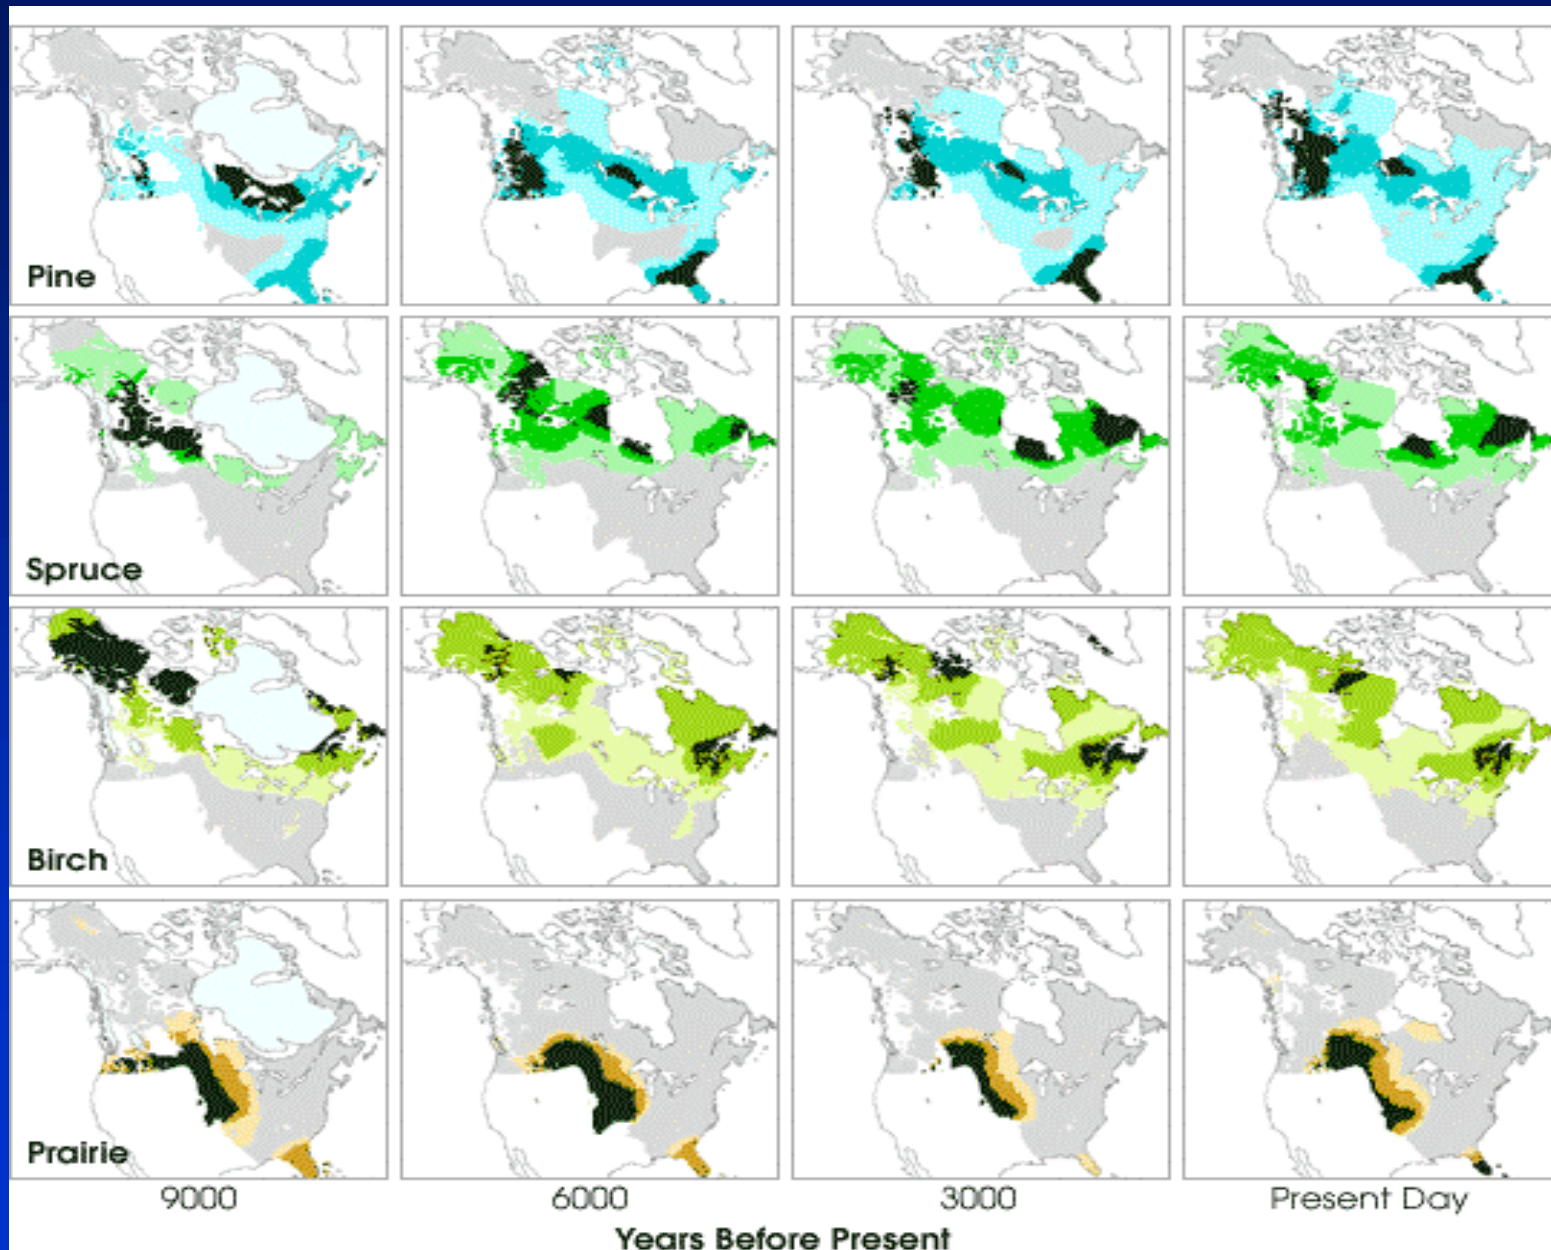 Pine
Spruce
Birch
Prairie
9000 6000 3000 Present Day
Years Before Present